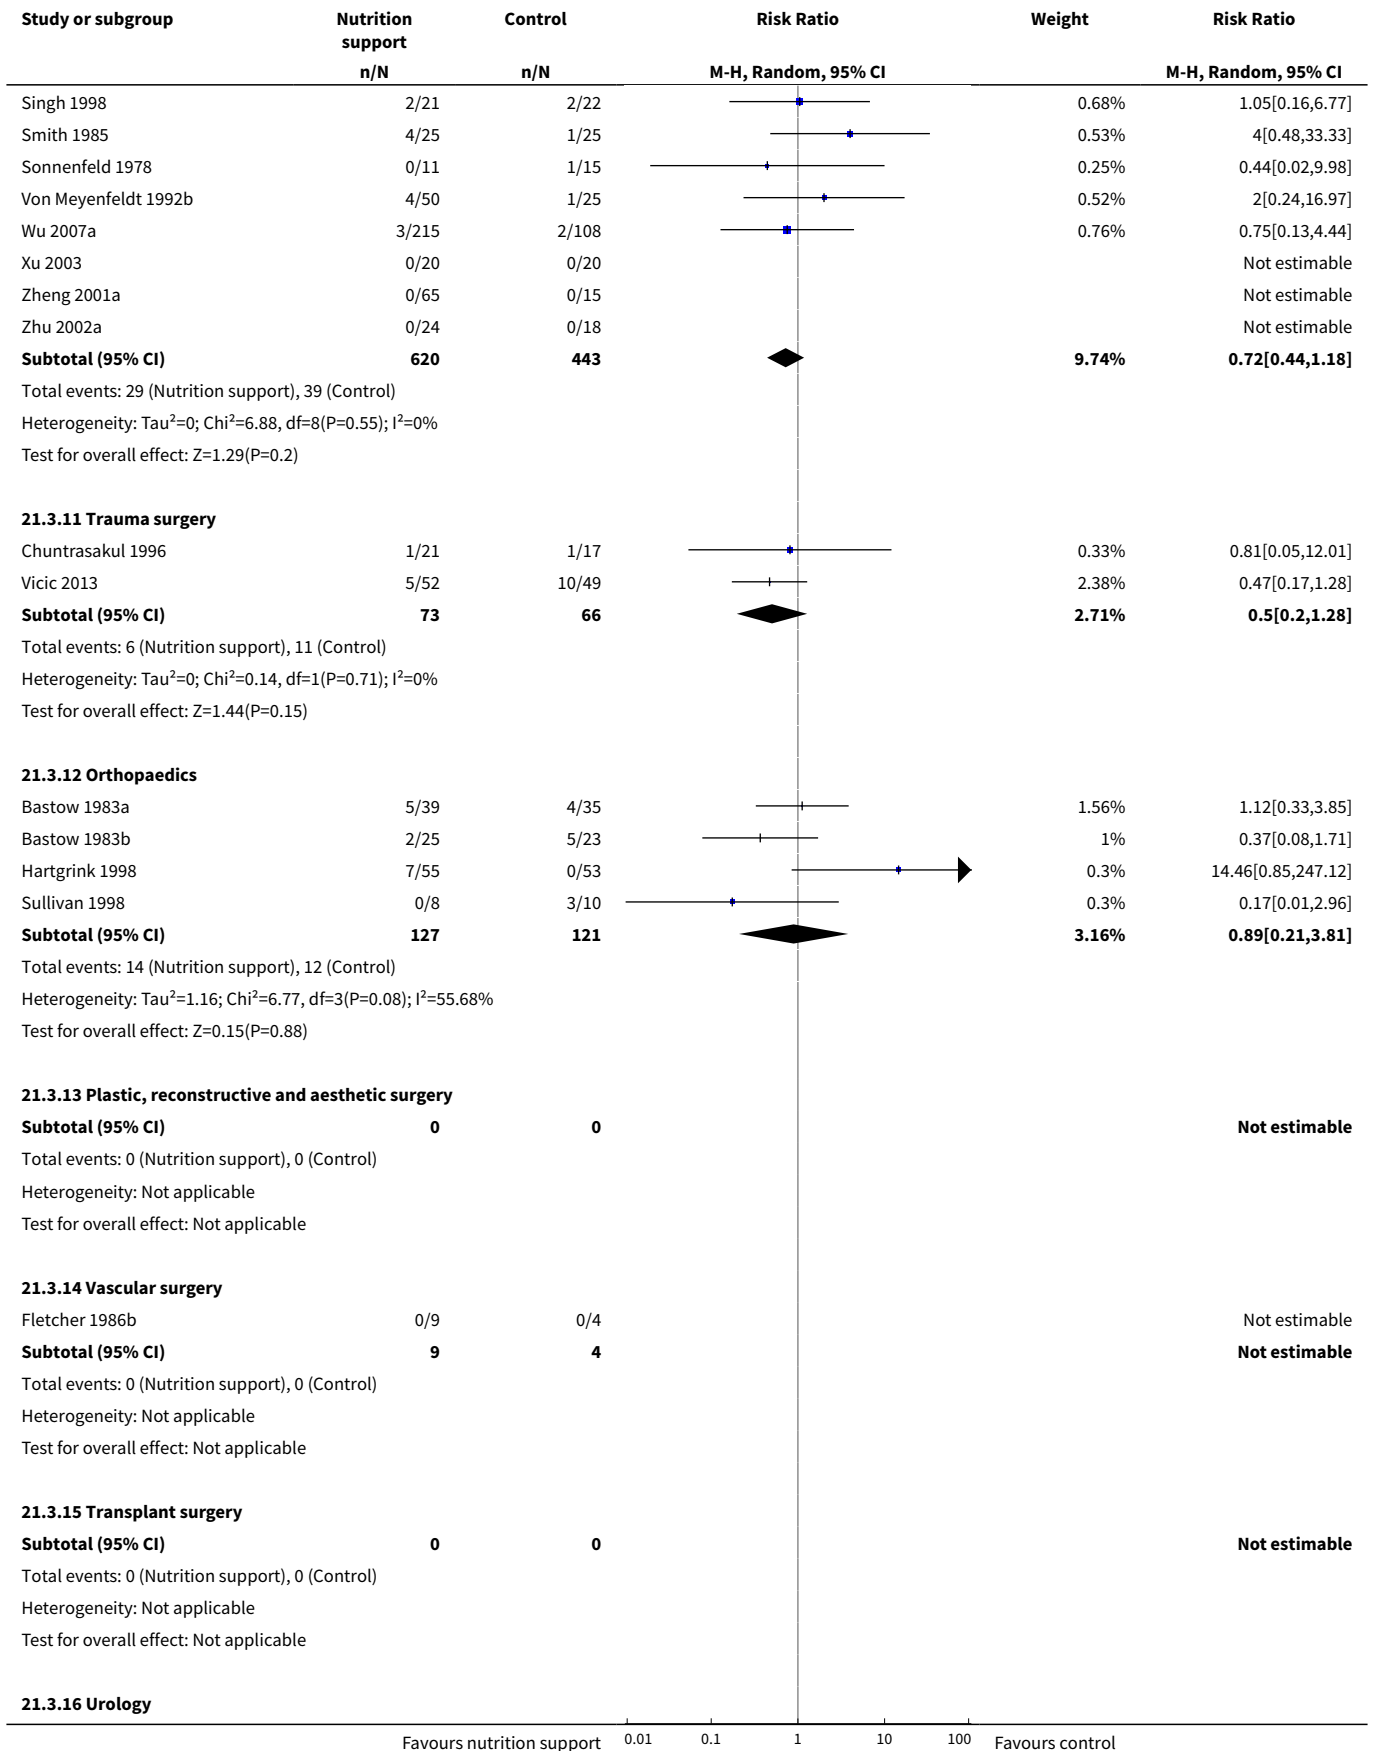 Study or subgroup Nutrition support Control Risk Ratio Weight Risk Ratio
n/N n/N M-H, Random, 95% CI M-H, Random, 95% CI
Singh 1998 2/21 2/22 0.68% 1.05[0.16,6.77]
Smith 1985 4/25 1/25 0.53% 4[0.48,33.33]
Sonnenfeld 1978 0/11 1/15 0.25% 0.44[0.02,9.98]
Von Meyenfeldt 1992b 4/50 1/25 0.52% 2[0.24,16.97]
Wu 2007a 3/215 2/108 0.76% 0.75[0.13,4.44]
Xu 2003 0/20 0/20 Not estimable
Zheng 2001a 0/65 0/15 Not estimable
Zhu 2002a 0/24 0/18 Not estimable
Subtotal (95% CI) 620 443 9.74% 0.72[0.44,1.18]
Total events: 29 (Nutrition support), 39 (Control)
Heterogeneity: Tau²=0; Chi²=6.88, df=8(P=0.55); I²=0%
Test for overall effect: Z=1.29(P=0.2)
21.3.11 Trauma surgery
Chuntrasakul 1996 1/21 1/17 0.33% 0.81[0.05,12.01]
Vicic 2013 5/52 10/49 2.38% 0.47[0.17,1.28]
Subtotal (95% CI) 73 66 2.71% 0.5[0.2,1.28]
Total events: 6 (Nutrition support), 11 (Control)
Heterogeneity: Tau²=0; Chi²=0.14, df=1(P=0.71); I²=0%
Test for overall effect: Z=1.44(P=0.15)
21.3.12 Orthopaedics
Bastow 1983a 5/39 4/35 1.56% 1.12[0.33,3.85]
Bastow 1983b 2/25 5/23 1% 0.37[0.08,1.71]
Hartgrink 1998 7/55 0/53 0.3% 14.46[0.85,247.12]
Sullivan 1998 0/8 3/10 0.3% 0.17[0.01,2.96]
Subtotal (95% CI) 127 121 3.16% 0.89[0.21,3.81]
Total events: 14 (Nutrition support), 12 (Control)
Heterogeneity: Tau²=1.16; Chi²=6.77, df=3(P=0.08); I²=55.68%
Test for overall effect: Z=0.15(P=0.88)
21.3.13 Plastic, reconstructive and aesthetic surgery
Subtotal (95% CI) 0 0 Not estimable
Total events: 0 (Nutrition support), 0 (Control)
Heterogeneity: Not applicable
Test for overall effect: Not applicable
21.3.14 Vascular surgery
Fletcher 1986b 0/9 0/4 Not estimable
Subtotal (95% CI) 9 4 Not estimable
Total events: 0 (Nutrition support), 0 (Control)
Heterogeneity: Not applicable
Test for overall effect: Not applicable
21.3.15 Transplant surgery
Subtotal (95% CI) 0 0 Not estimable
Total events: 0 (Nutrition support), 0 (Control)
Heterogeneity: Not applicable
Test for overall effect: Not applicable
21.3.16 Urology
Favours nutrition support 0.01 0.1 1 10 100 Favours control